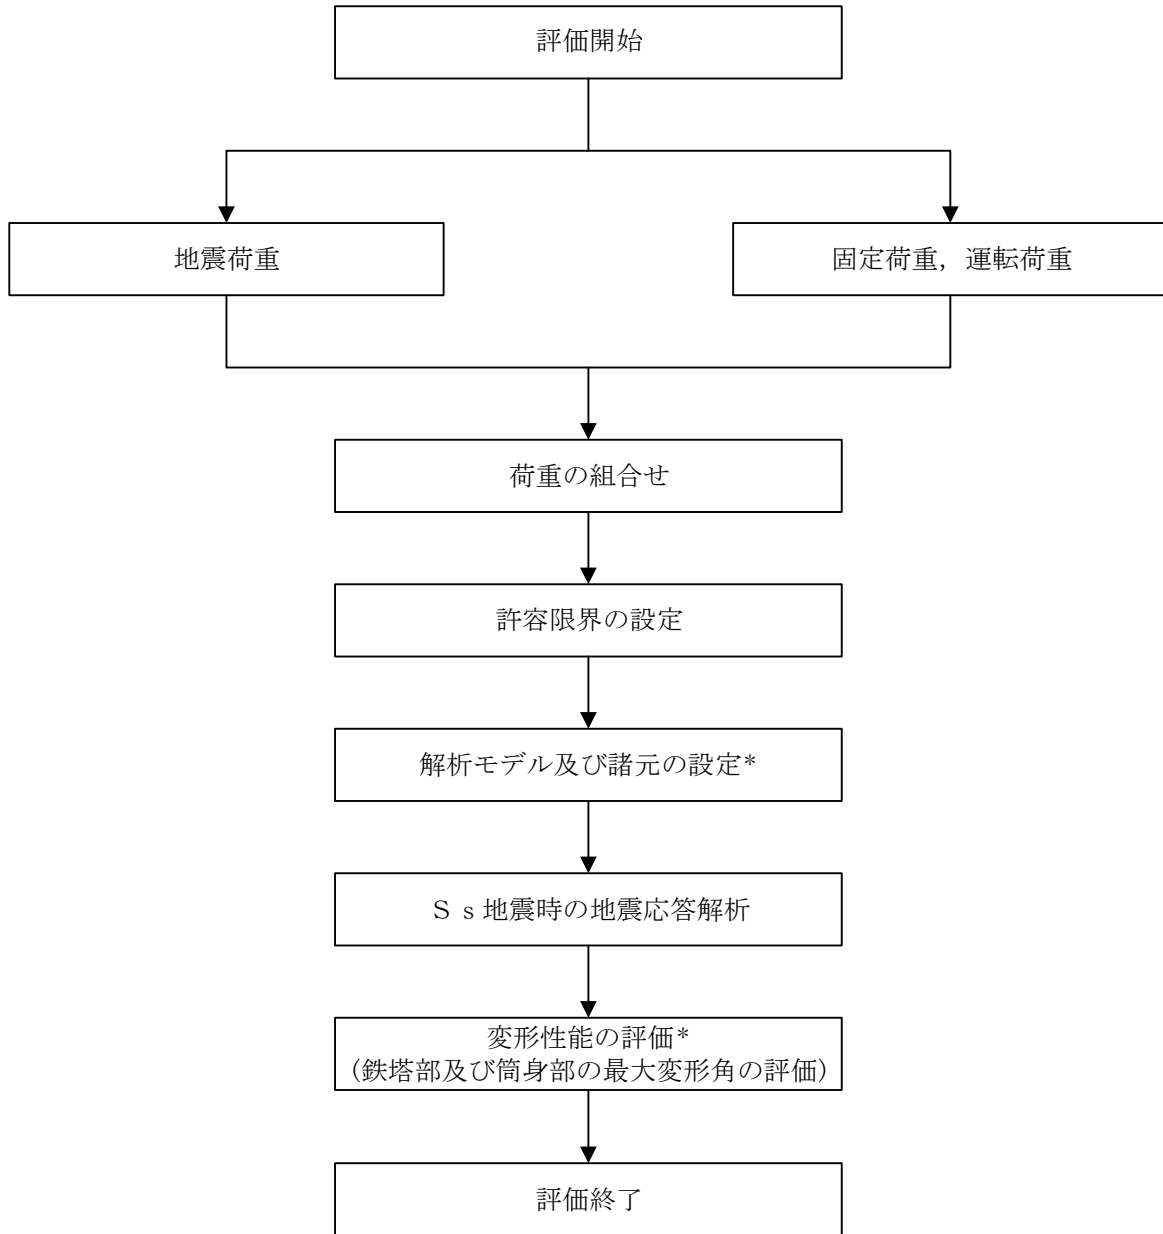 評価開始
地震荷重
固定荷重，運転荷重
荷重の組合せ
許容限界の設定
解析モデル及び諸元の設定*
Ｓｓ地震時の地震応答解析
変形性能の評価*
(鉄塔部及び筒身部の最大変形角の評価)
評価終了